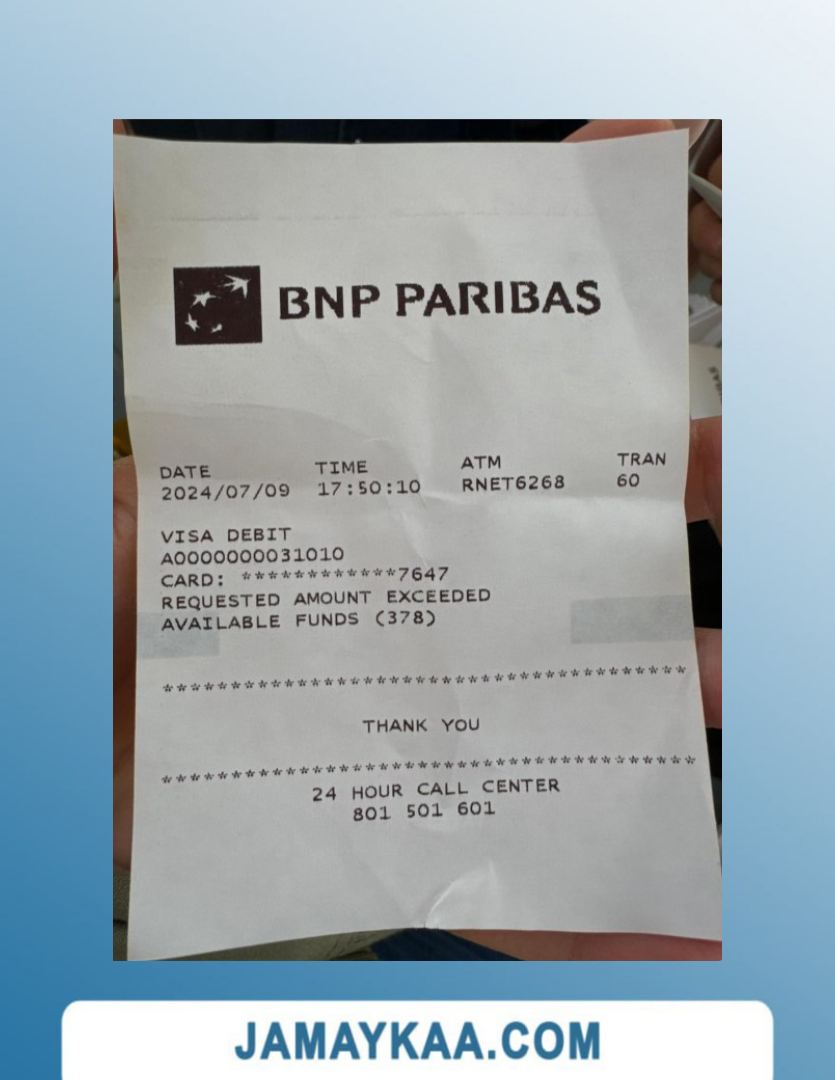 BNP PARIBAS
DATE TIME ATM TRAN
2024/07/09 17:50:10 RNET6268 60
VISA DEBIT
A0000000031010
CARD: ************7647
REQUESTED AMOUNT EXCEEDED
AVAILABLE FUNDS (378)
****************************************
THANK YOU
****************************************
24 HOUR CALL CENTER
801 501 601
JAMAYKAA.COM